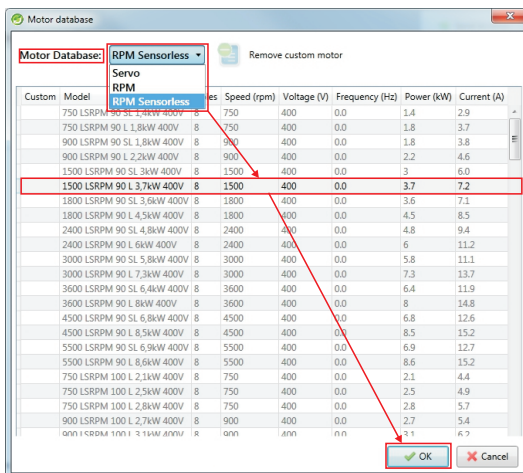 Motor database
Motor Database: RPM Sensorless Remove custom motor
Servo
RPM
RPM Sensorless
Custom Model es Speed (rpm) Voltage (V) Frequency (Hz) Power (kW) Current (A)
750 LSRPM 90 SL 1,4kW 400V 8 750 400 0.0 1.4 2.9
750 LSRPM 90 L 1,8kW 400V 8 750 400 0.0 1.8 3.7
900 LSRPM 90 SL 1,8kW 400V 8 900 400 0.0 1.8 3.8
900 LSRPM 90 L 2,2kW 400V 8 900 400 0.0 2.2 4.6
1500 LSRPM 90 SL 3kW 400V 8 1500 400 0.0 3 6.0
1500 LSRPM 90 L 3,7kW 400V 8 1500 400 0.0 3.7 7.2
1800 LSRPM 90 SL 3,6kW 400V 8 1800 400 0.0 3.6 7.1
1800 LSRPM 90 L 4,5kW 400V 8 1800 400 0.0 4.5 8.5
2400 LSRPM 90 SL 4,8kW 400V 8 2400 400 0.0 4.8 9.4
2400 LSRPM 90 L 6kW 400V 8 2400 400 0.0 6 11.2
3000 LSRPM 90 SL 5,8kW 400V 8 3000 400 0.0 5.8 11.1
3000 LSRPM 90 L 7,3kW 400V 8 3000 400 0.0 7.3 13.7
3600 LSRPM 90 SL 6,4kW 400V 8 3600 400 0.0 6.4 11.9
3600 LSRPM 90 L 8kW 400V 8 3600 400 0.0 8 14.8
4500 LSRPM 90 SL 6,8kW 400V 8 4500 400 0.0 6.8 12.6
4500 LSRPM 90 L 8,5kW 400V 8 4500 400 0.0 8.5 15.2
5500 LSRPM 90 SL 6,9kW 400V 8 5500 400 0.0 6.9 12.7
5500 LSRPM 90 L 8,6kW 400V 8 5500 400 0.0 8.6 15.2
750 LSRPM 100 L 2,1kW 400V 8 750 400 0.0 2.1 4.4
750 LSRPM 100 L 2,5kW 400V 8 750 400 0.0 2.5 4.9
750 LSRPM 100 L 2,8kW 400V 8 750 400 0.0 2.8 5.7
900 LSRPM 100 L 2,7kW 400V 8 900 400 0.0 2.7 5.4
900 LSRPM 100 L 3,1kW 400V 8 900 400 0.0 3.1 6.2
OK Cancel